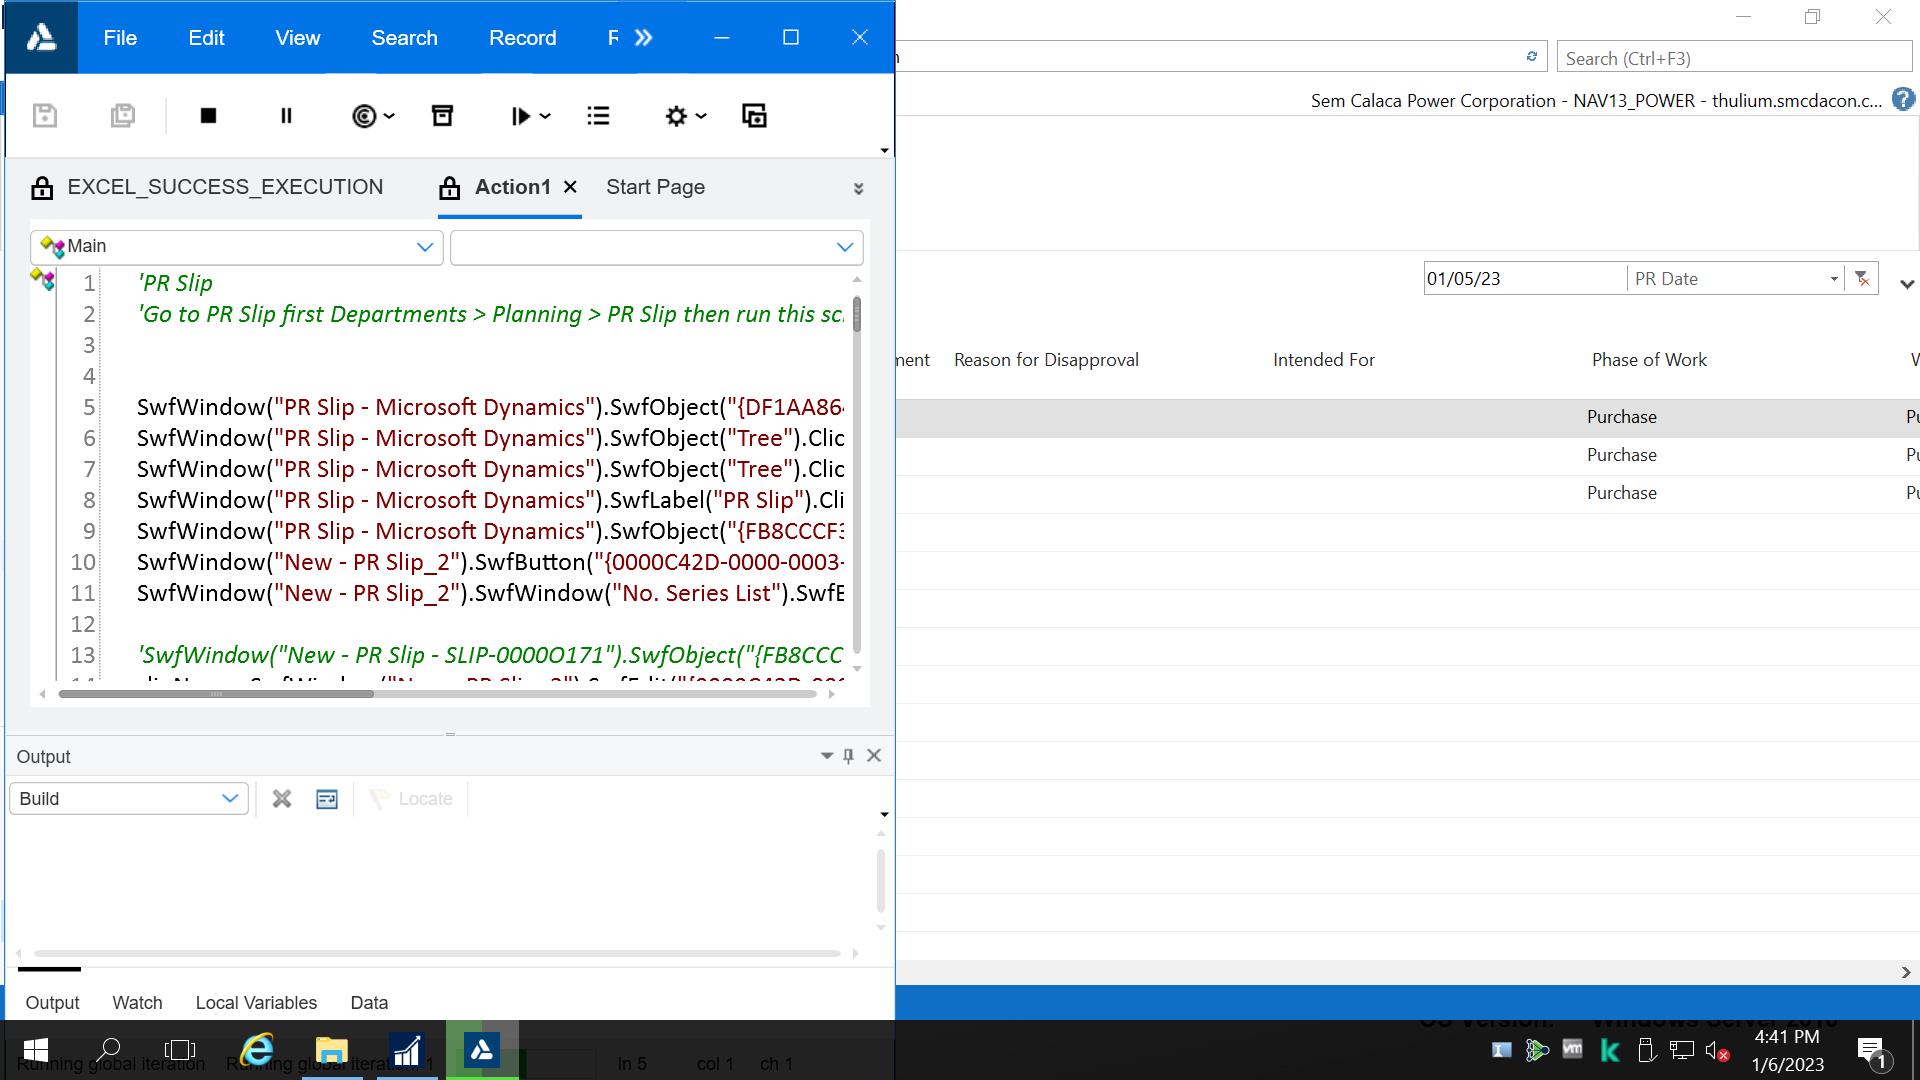 File Edit View Search Record
EXCEL_SUCCESS_EXECUTION Action1 Start Page
Main
1 'PR Slip
2 'Go to PR Slip first Departments > Planning > PR Slip then run this
3
4
5 SwfWindow("PR Slip - Microsoft Dynamics").SwfObject("{DF1AA864
6 SwfWindow("PR Slip - Microsoft Dynamics").SwfObject("Tree").Clic
7 SwfWindow("PR Slip - Microsoft Dynamics").SwfObject("Tree").Clic
8 SwfWindow("PR Slip - Microsoft Dynamics").SwfLabel("PR Slip").Cli
9 SwfWindow("PR Slip - Microsoft Dynamics").SwfObject("{FB8CCCF3
10 SwfWindow("New - PR Slip_2").SwfButton("{0000C42D-0000-0003-
11 SwfWindow("New - PR Slip_2").SwfWindow("No. Series List").SwfE
12
13 'SwfWindow("New - PR Slip - SLIP-0000O171").SwfObject("{FB8CCC
Output
Build Locate
Output Watch Local Variables Data
Running global iteration Running global iteration 1 ln 5 col 1 ch 1
Search (Ctrl+F3)
Sem Calaca Power Corporation - NAV13_POWER - thulium.smcdacon.c...
01/05/23 PR Date
Reason for Disapproval Intended For Phase of Work
Purchase
Purchase
Purchase
4:41 PM
1/6/2023
1